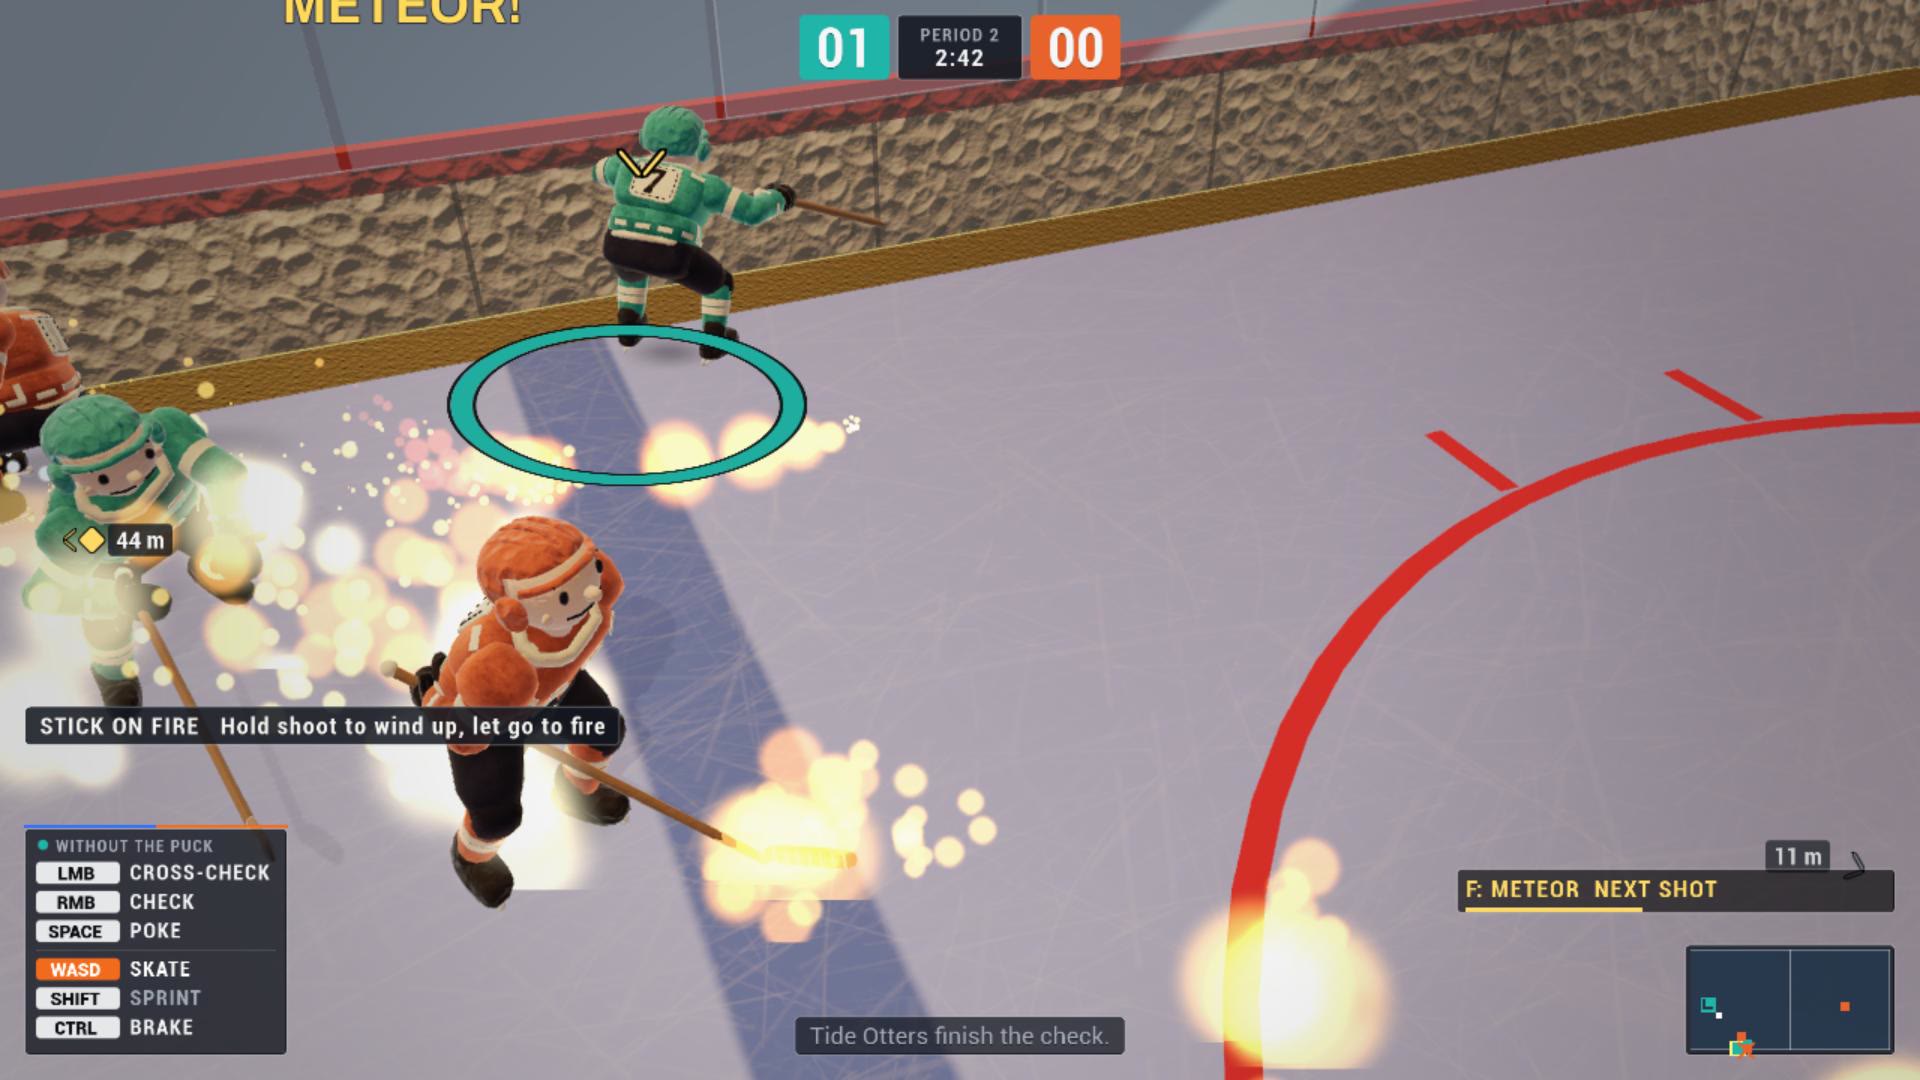 METEOR!
01
PERIOD 2
2:42
00
7
44 m
STICK ON FIRE Hold shoot to wind up, let go to fire
WITHOUT THE PUCK
LMB CROSS-CHECK
RMB CHECK
SPACE POKE
WASD SKATE
SHIFT SPRINT
CTRL BRAKE
11 m
F: METEOR NEXT SHOT
Tide Otters finish the check.